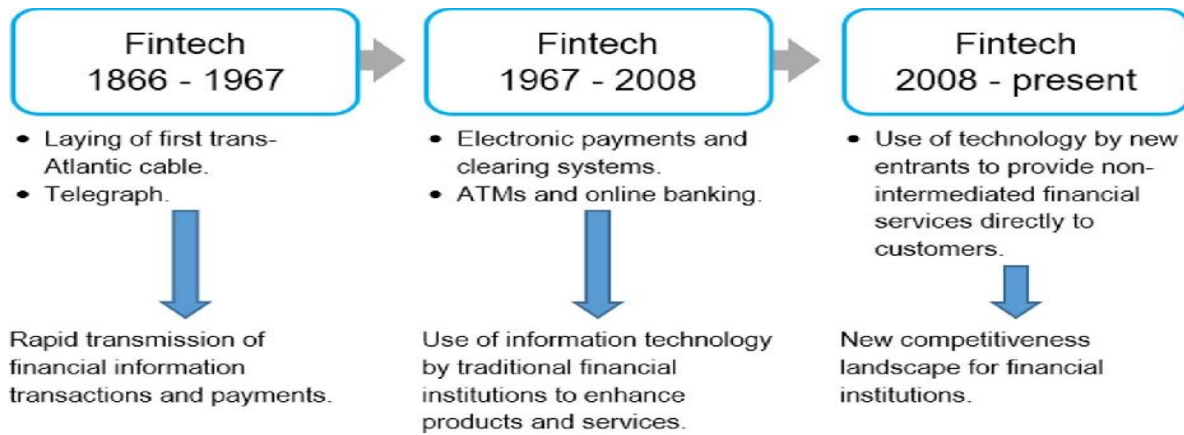 Fintech
1866 - 1967
• Laying of first trans-
Atlantic cable.
• Telegraph.
Rapid transmission of
financial information
transactions and payments.
Fintech
1967 - 2008
• Electronic payments and
clearing systems.
• ATMs and online banking.
Use of information technology
by traditional financial
institutions to enhance
products and services.
Fintech
2008 - present
• Use of technology by new
entrants to provide non-
intermediated financial
services directly to
customers.
New competitiveness
landscape for financial
institutions.